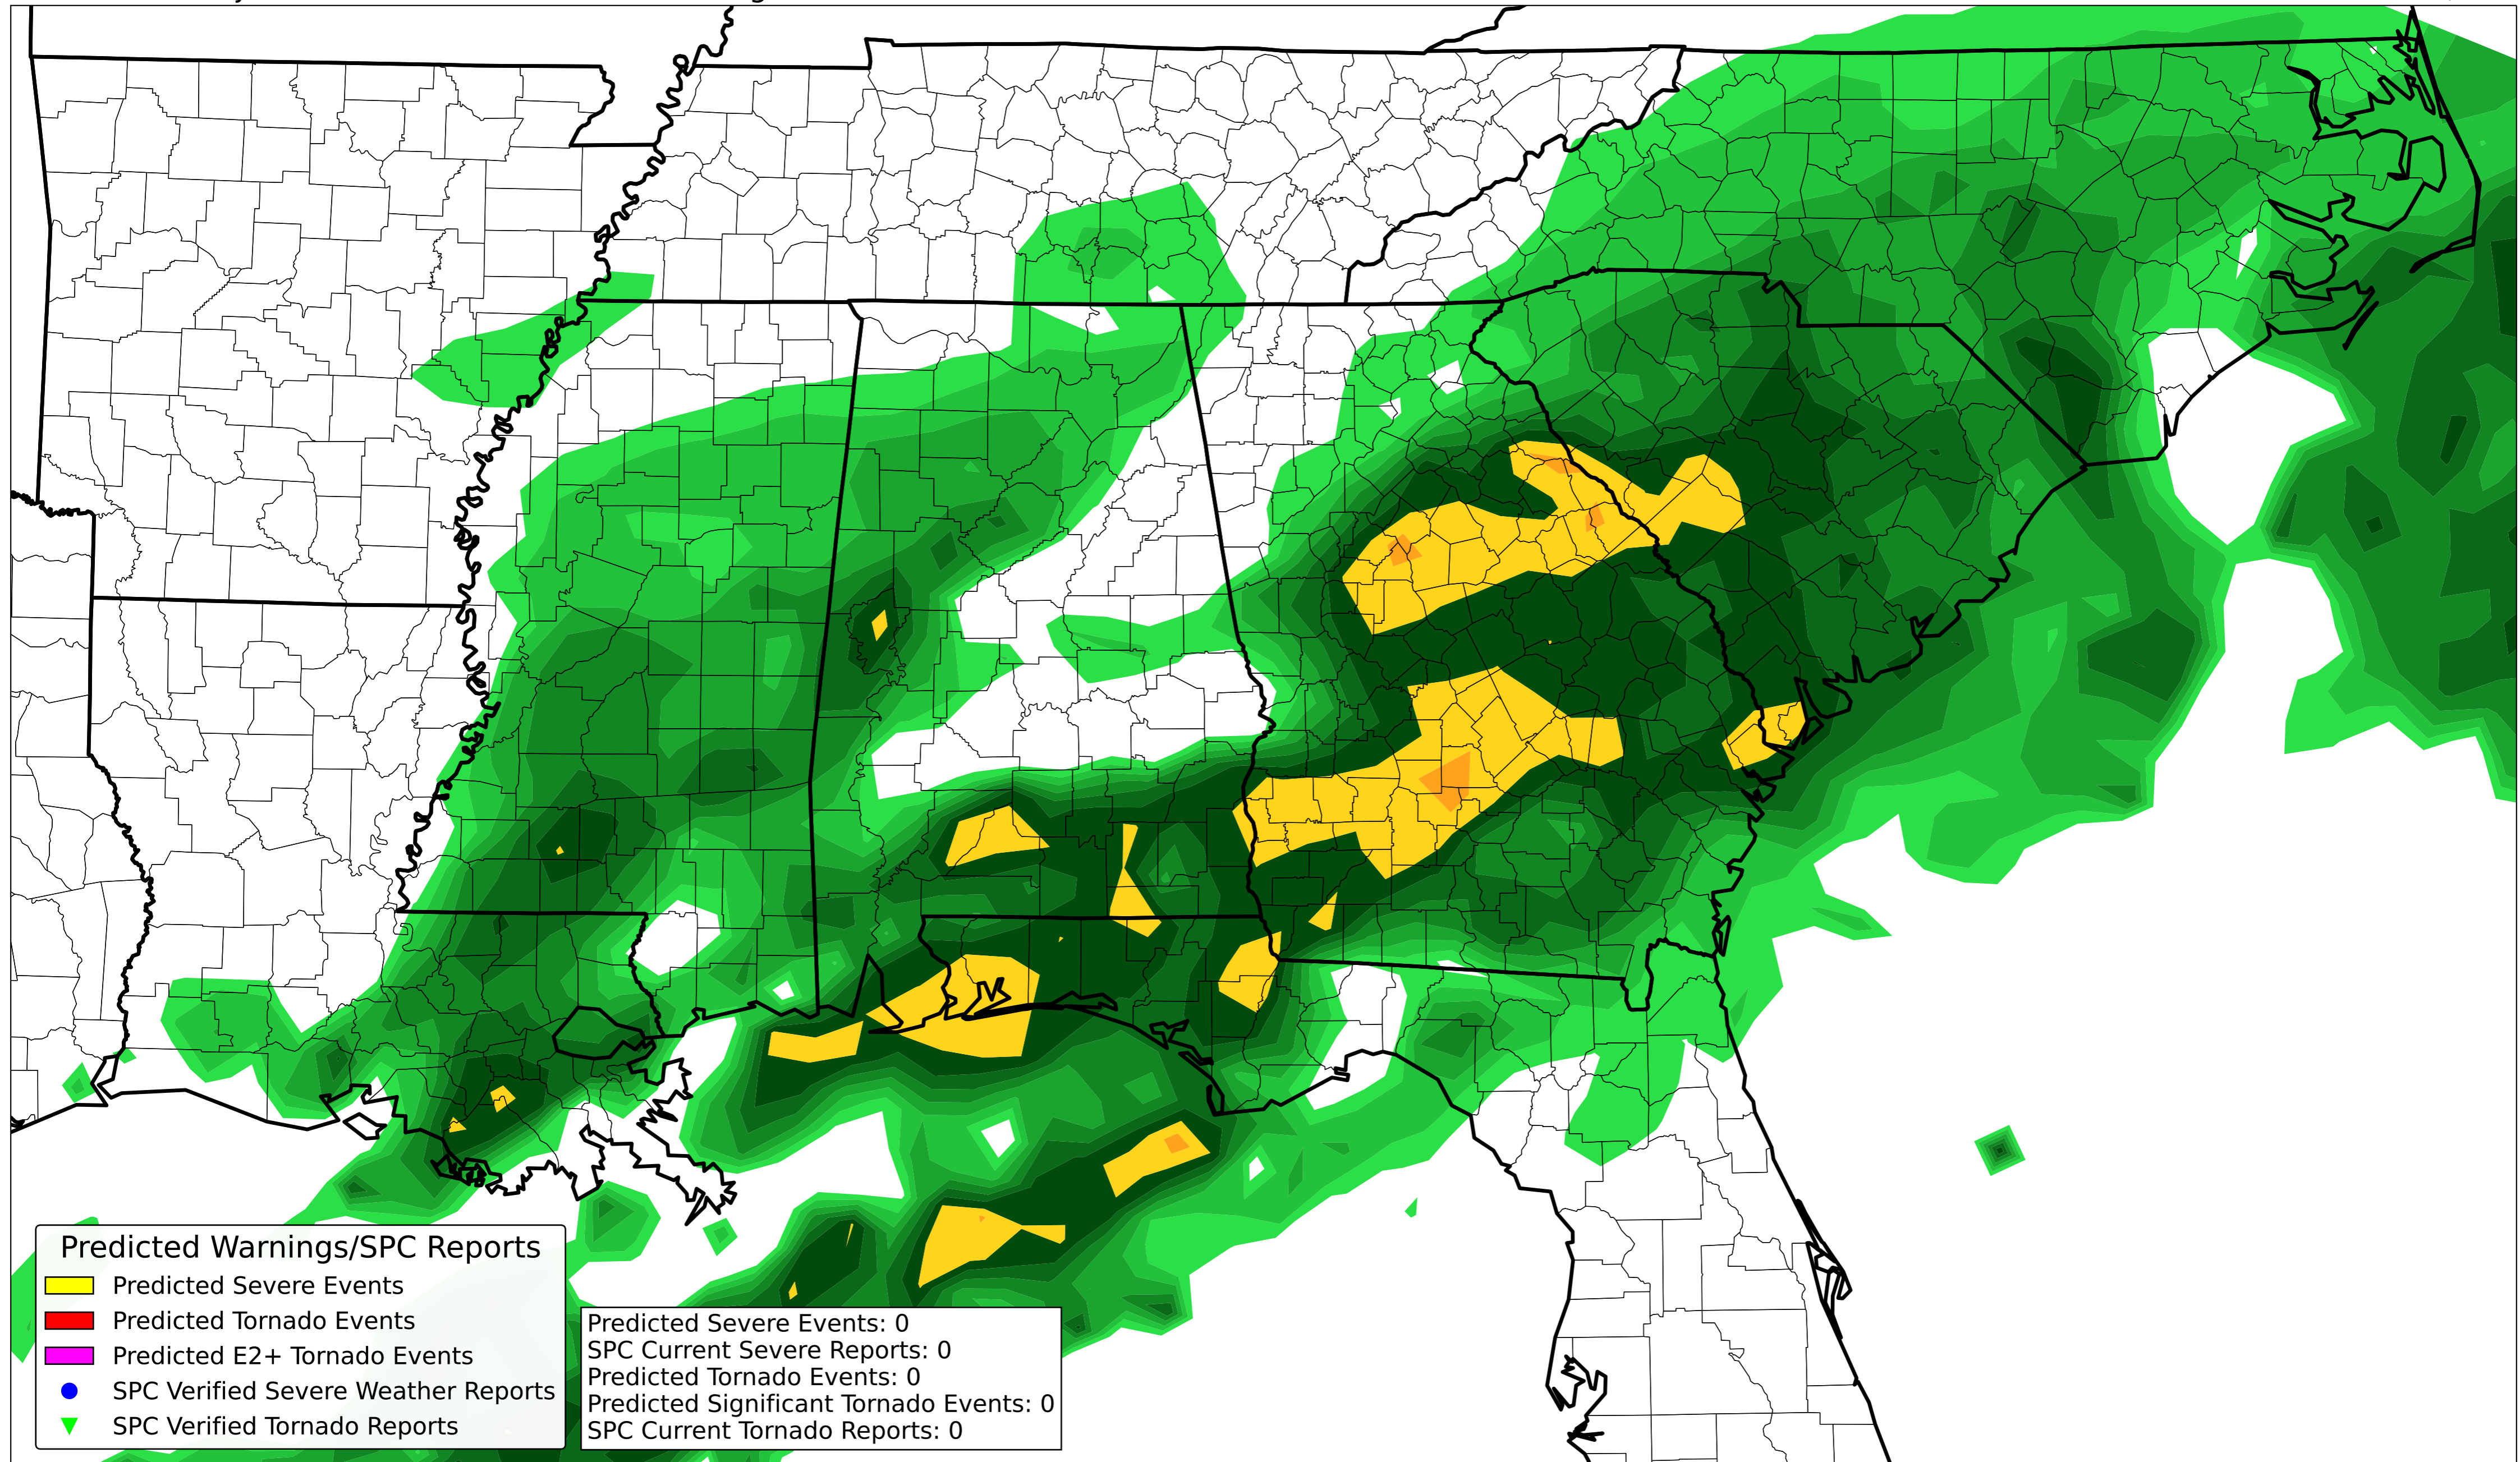 Predicted Warnings/SPC Reports
Predicted Severe Events
Predicted Tornado Events
Predicted E2+ Tornado Events
SPC Verified Severe Weather Reports
SPC Verified Tornado Reports
Predicted Severe Events: 0
SPC Current Severe Reports: 0
Predicted Tornado Events: 0
Predicted Significant Tornado Events: 0
SPC Current Tornado Reports: 0